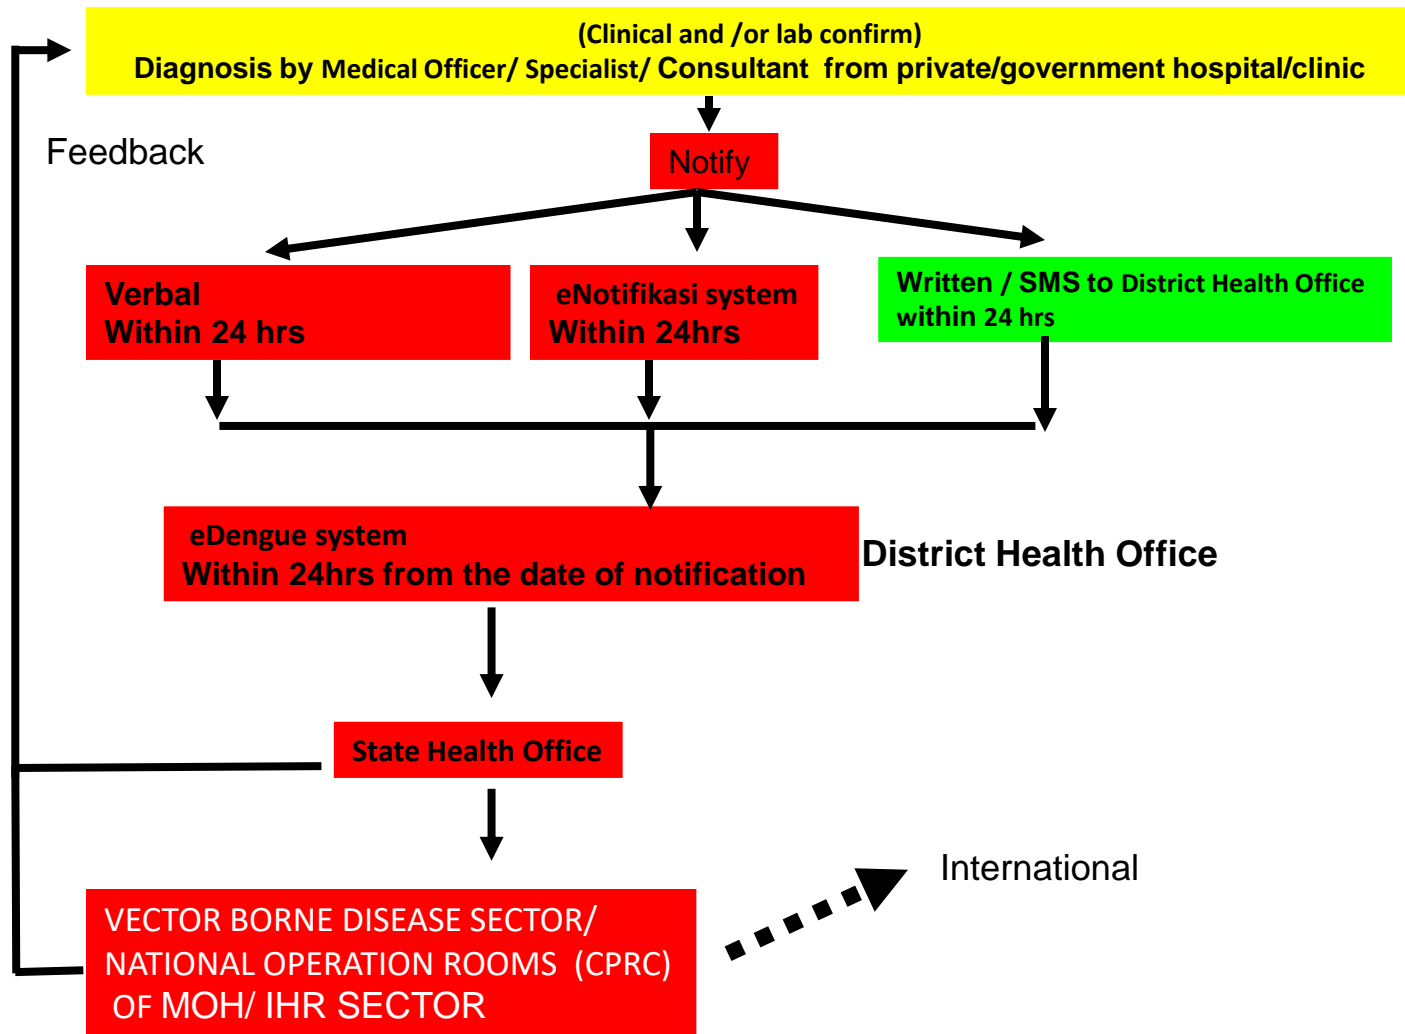 (Clinical and /or lab confirm)
Diagnosis by Medical Officer/ Specialist/ Consultant from private/government hospital/clinic
Feedback
Notify
Verbal
Within 24 hrs
eNotifikasi system
Within 24hrs
Written / SMS to District Health Office
within 24 hrs
eDengue system
Within 24hrs from the date of notification
District Health Office
State Health Office
International
VECTOR BORNE DISEASE SECTOR/
NATIONAL OPERATION ROOMS (CPRC)
OF MOH/ IHR SECTOR